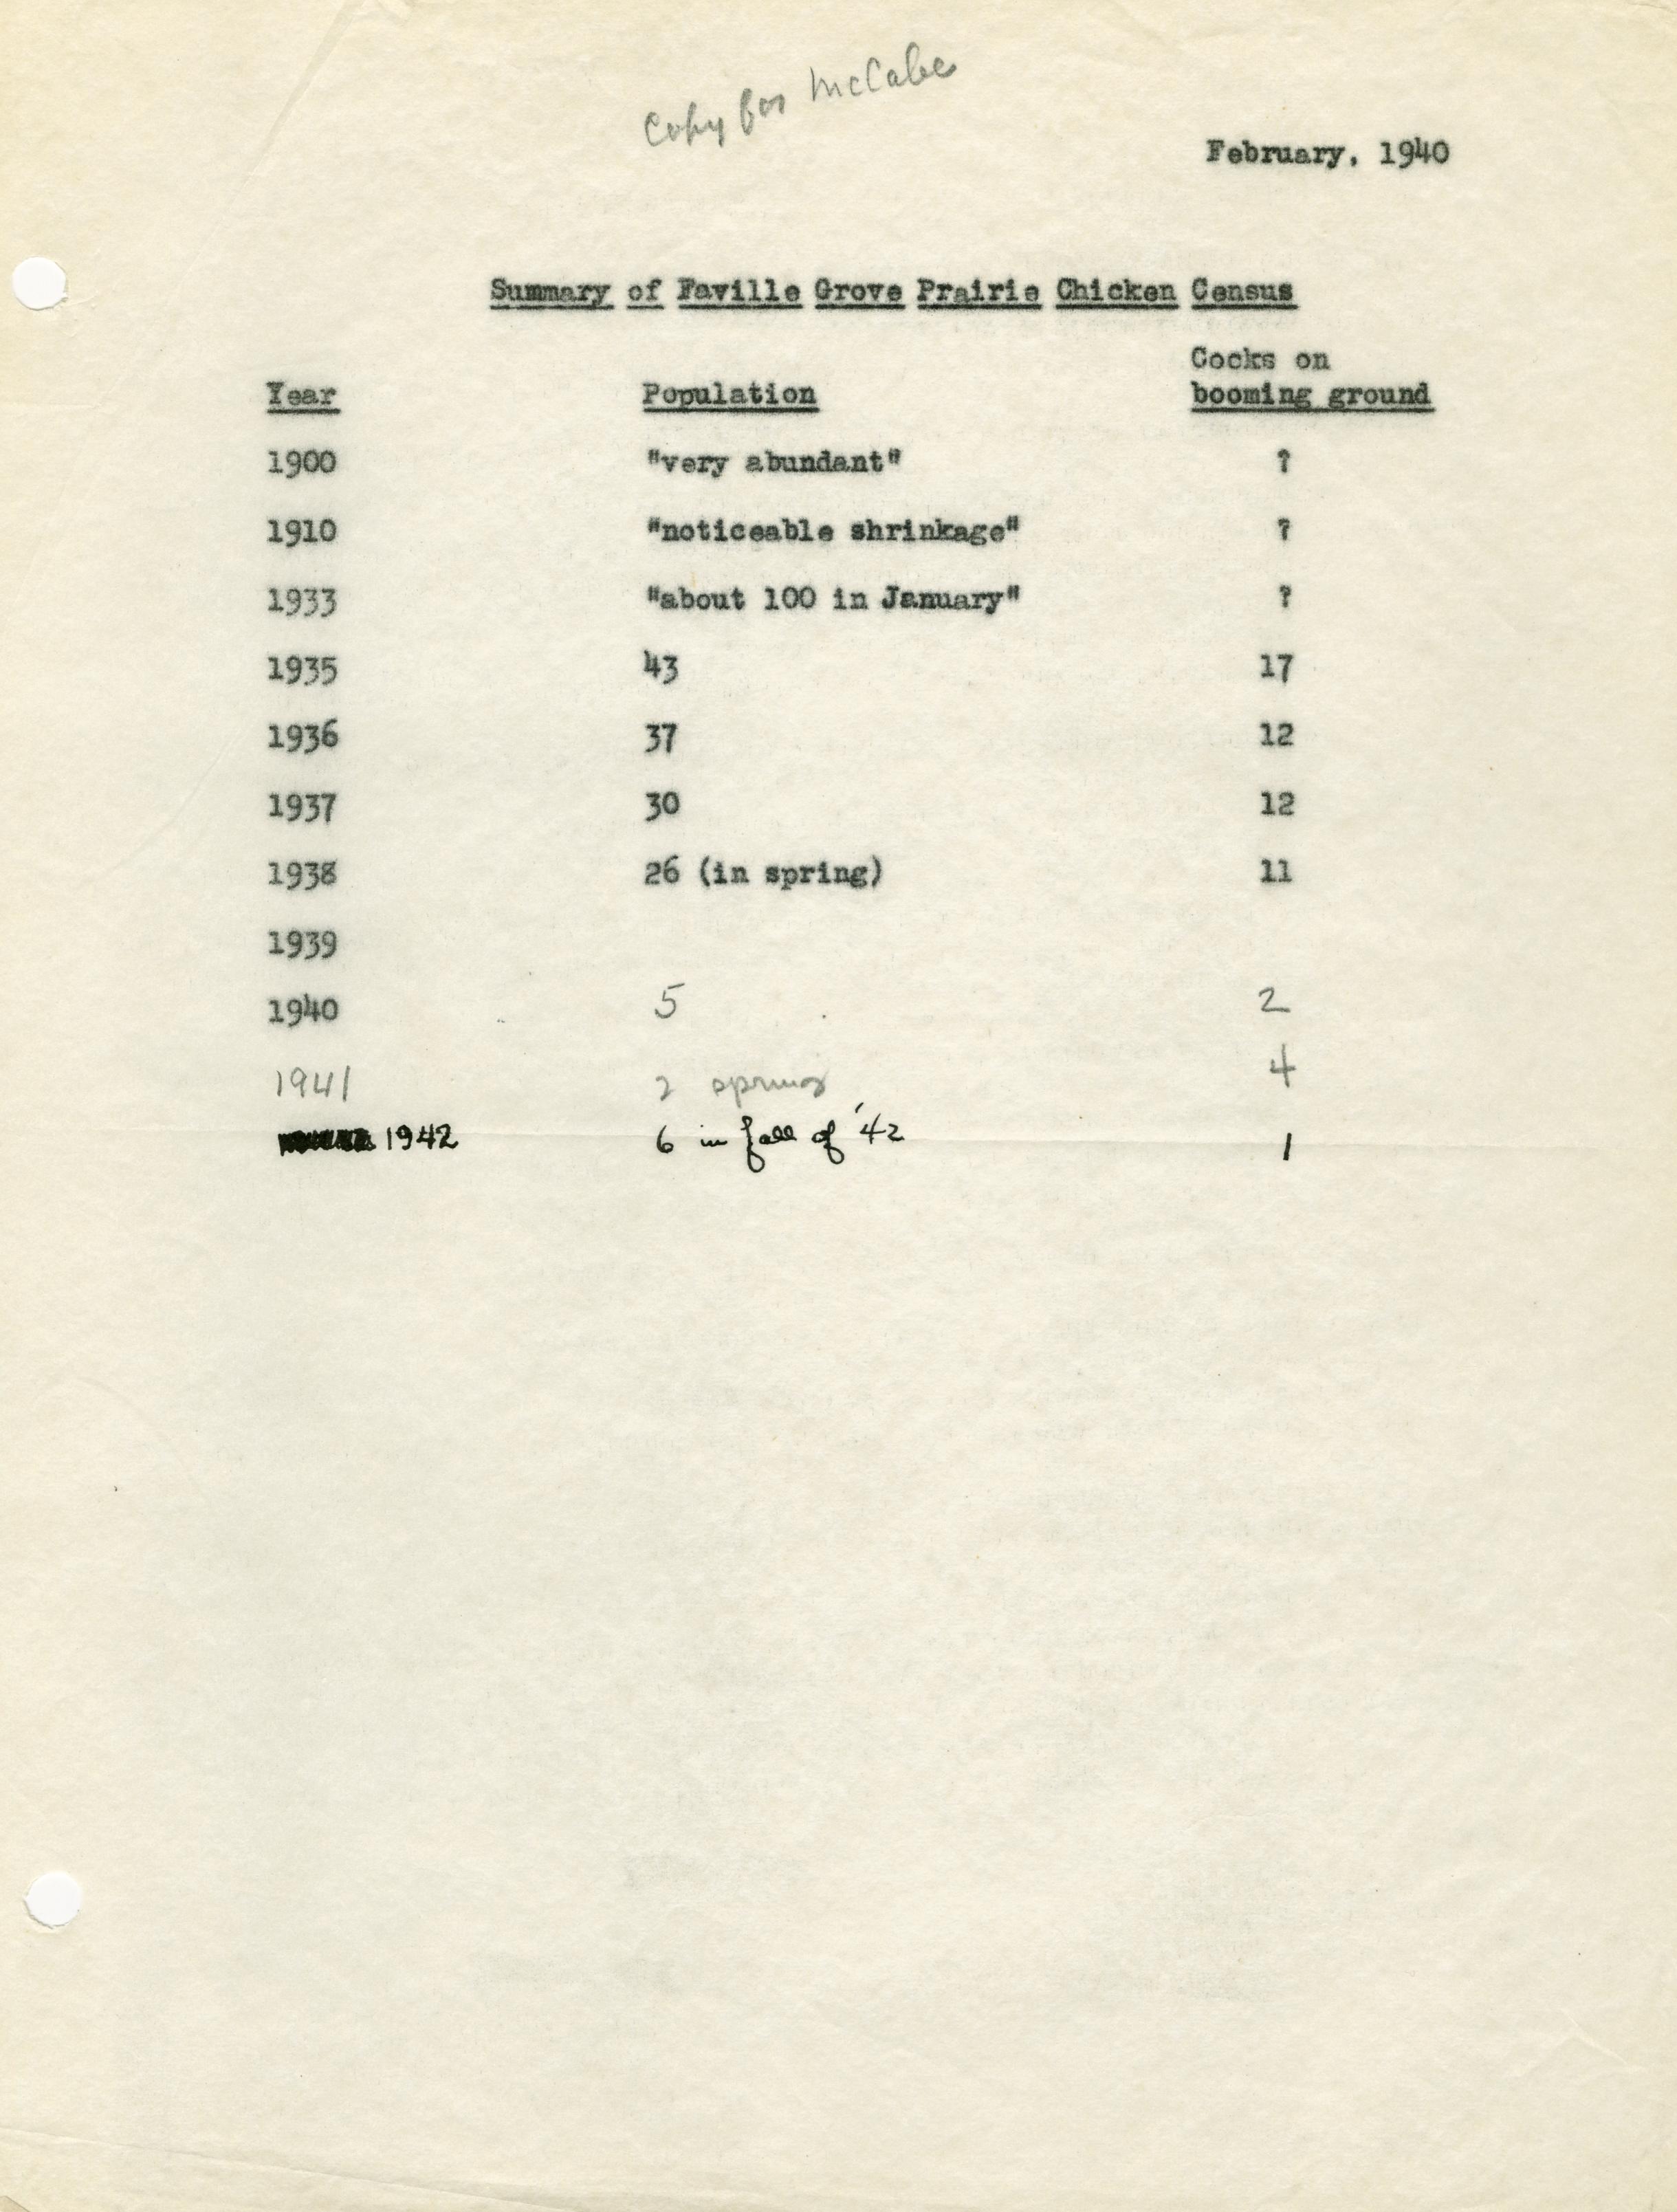 Copy for McCabe
February, 1940
Summary of Faville Grove Prairie Chicken Census
Cocks on
Year Population booming ground
1900 "very abundant" ?
1910 "noticeable shrinkage" ?
1933 "about 100 in January" ?
1935 43 17
1936 37 12
1937 30 12
1938 26 (in spring) 11
1939
1940 5 2
1941 2 spring 4
1942 6 in fall of '42 1